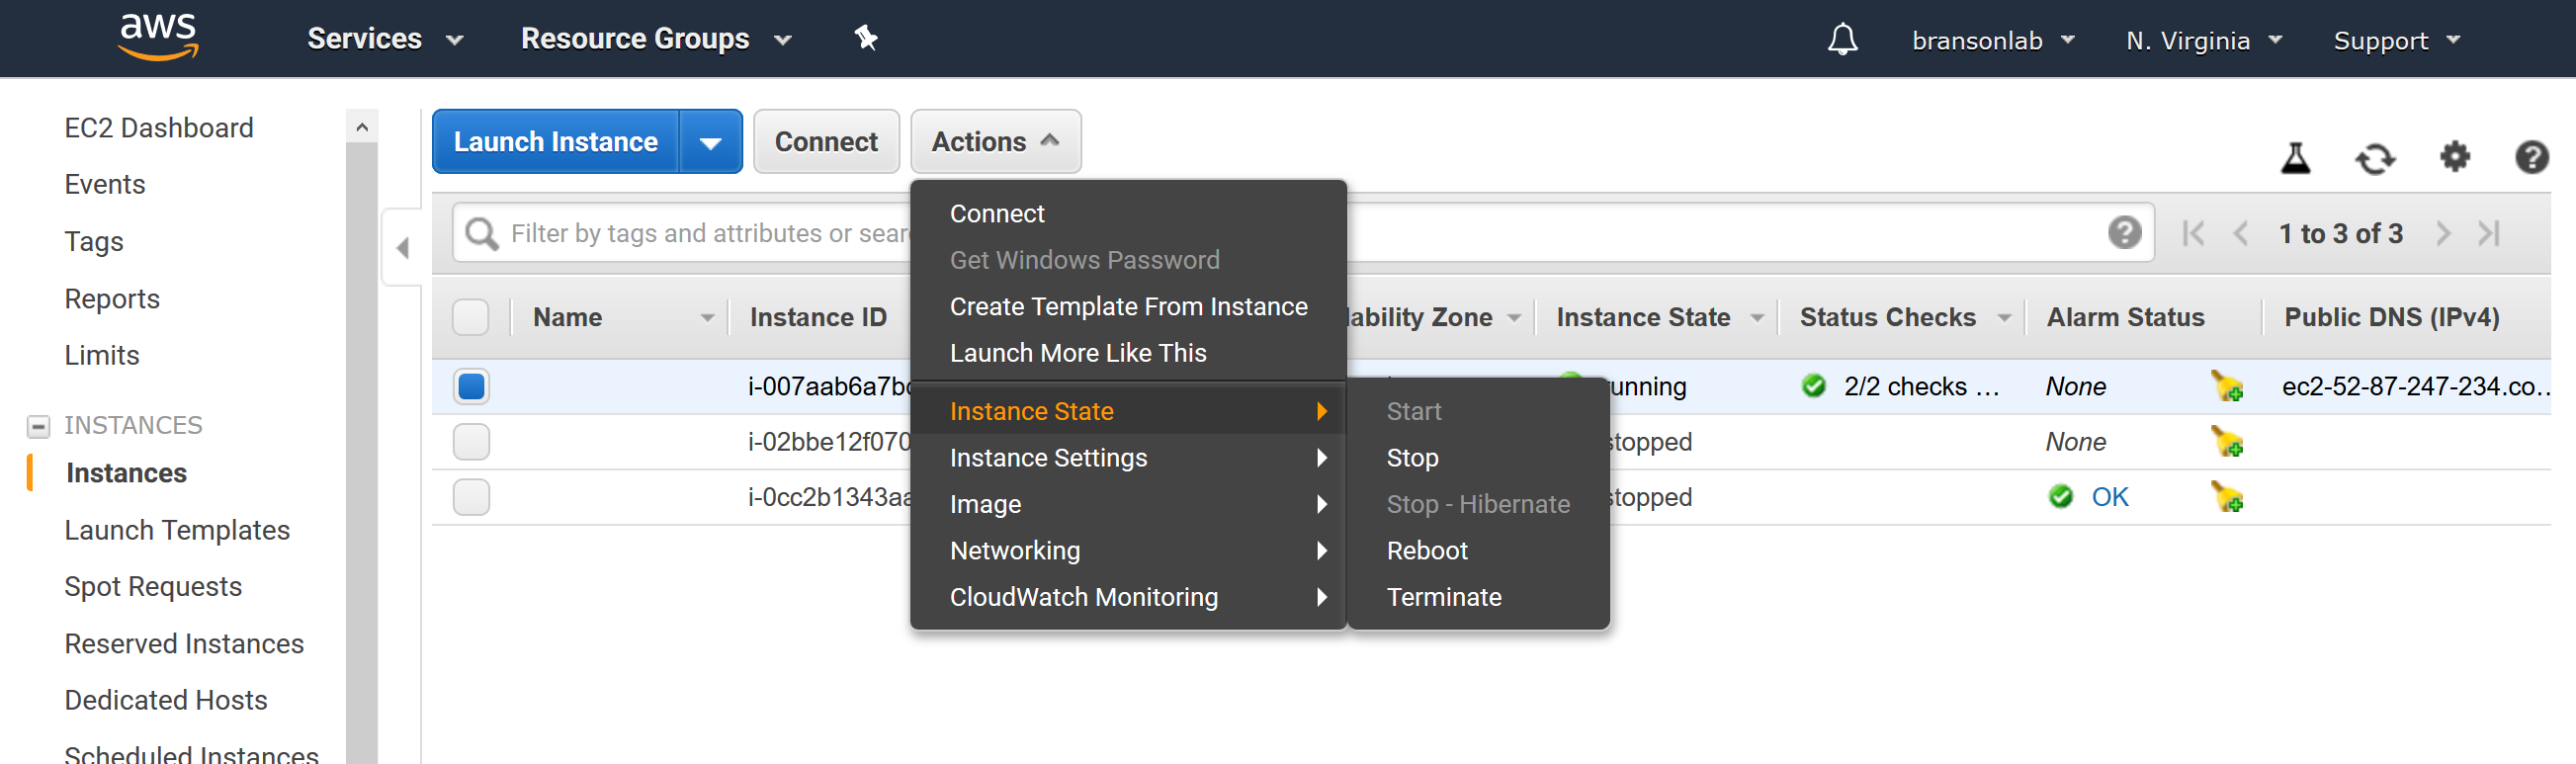 aws Services Resource Groups bransonlab N. Virginia Support
EC2 Dashboard
Events
Tags
Reports
Limits
INSTANCES
Instances
Launch Templates
Spot Requests
Reserved Instances
Dedicated Hosts
Scheduled Instances
Launch Instance Connect Actions
Filter by tags and attributes or sear 1 to 3 of 3
Name Instance ID lability Zone Instance State Status Checks Alarm Status Public DNS (IPv4)
i-007aab6a7bc unning 2/2 checks ... None ec2-52-87-247-234.co...
i-02bbe12f070 stopped None
i-0cc2b1343aa stopped OK
Connect
Get Windows Password
Create Template From Instance
Launch More Like This
Instance State
Instance Settings
Image
Networking
CloudWatch Monitoring
Start
Stop
Stop - Hibernate
Reboot
Terminate